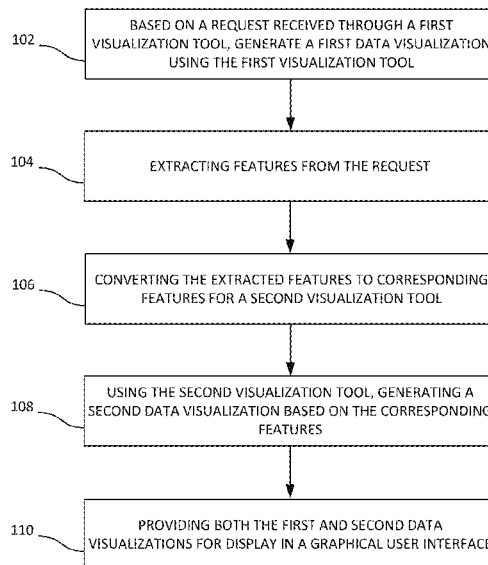 102
BASED ON A REQUEST RECEIVED THROUGH A FIRST
VISUALIZATION TOOL, GENERATE A FIRST DATA VISUALIZATION
USING THE FIRST VISUALIZATION TOOL
104
EXTRACTING FEATURES FROM THE REQUEST
106
CONVERTING THE EXTRACTED FEATURES TO CORRESPONDING
FEATURES FOR A SECOND VISUALIZATION TOOL
108
USING THE SECOND VISUALIZATION TOOL, GENERATING A
SECOND DATA VISUALIZATION BASED ON THE CORRESPONDING
FEATURES
110
PROVIDING BOTH THE FIRST AND SECOND DATA
VISUALIZATIONS FOR DISPLAY IN A GRAPHICAL USER INTERFACE